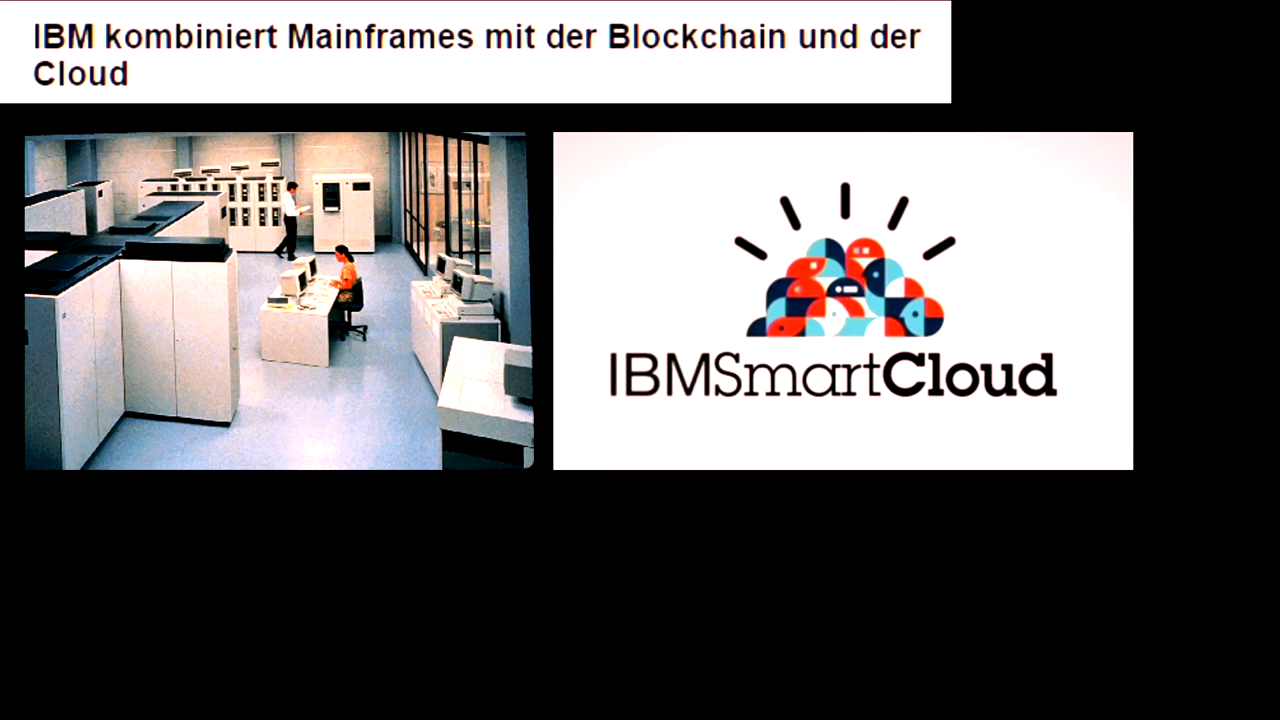 IBM kombiniert Mainframes mit der Blockchain und der
Cloud
IBMSmartCloud